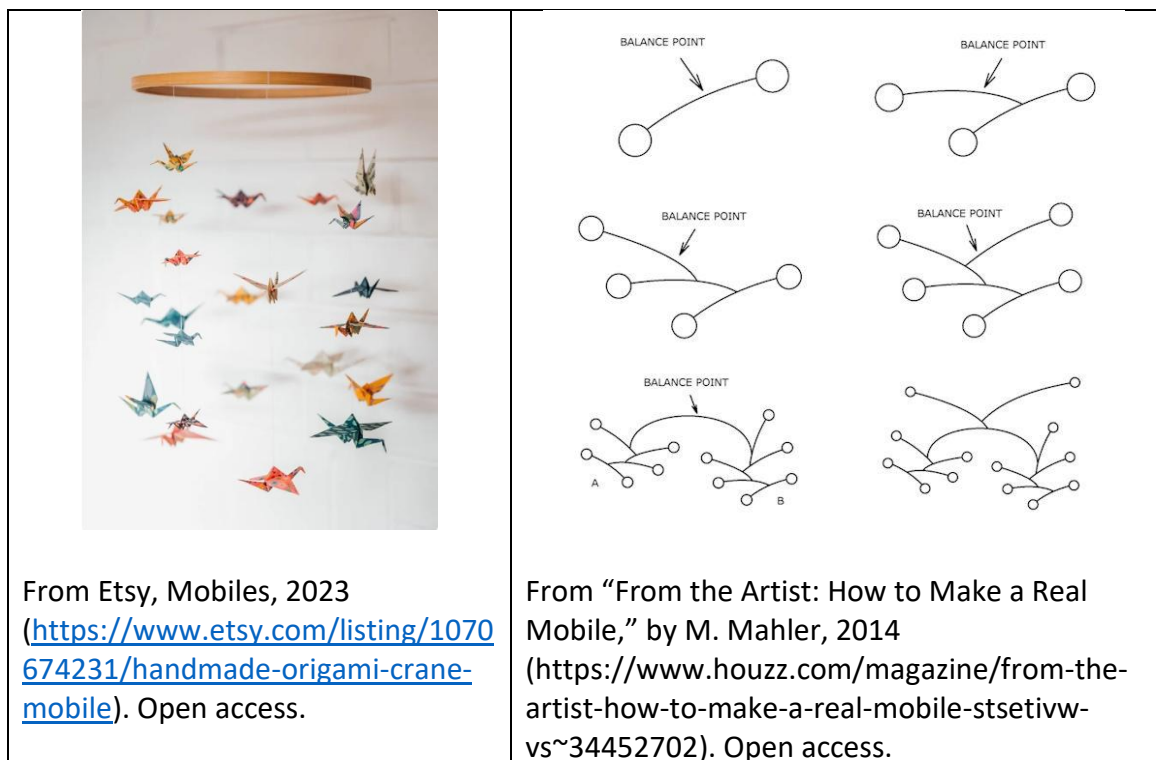 From Etsy, Mobiles, 2023
(https://www.etsy.com/listing/1070
674231/handmade-origami-crane-
mobile). Open access.
BALANCE POINT
BALANCE POINT
BALANCE POINT
BALANCE POINT
BALANCE POINT
A
B
From “From the Artist: How to Make a Real
Mobile,” by M. Mahler, 2014
(https://www.houzz.com/magazine/from-the-
artist-how-to-make-a-real-mobile-stsetivw-
vs~34452702). Open access.